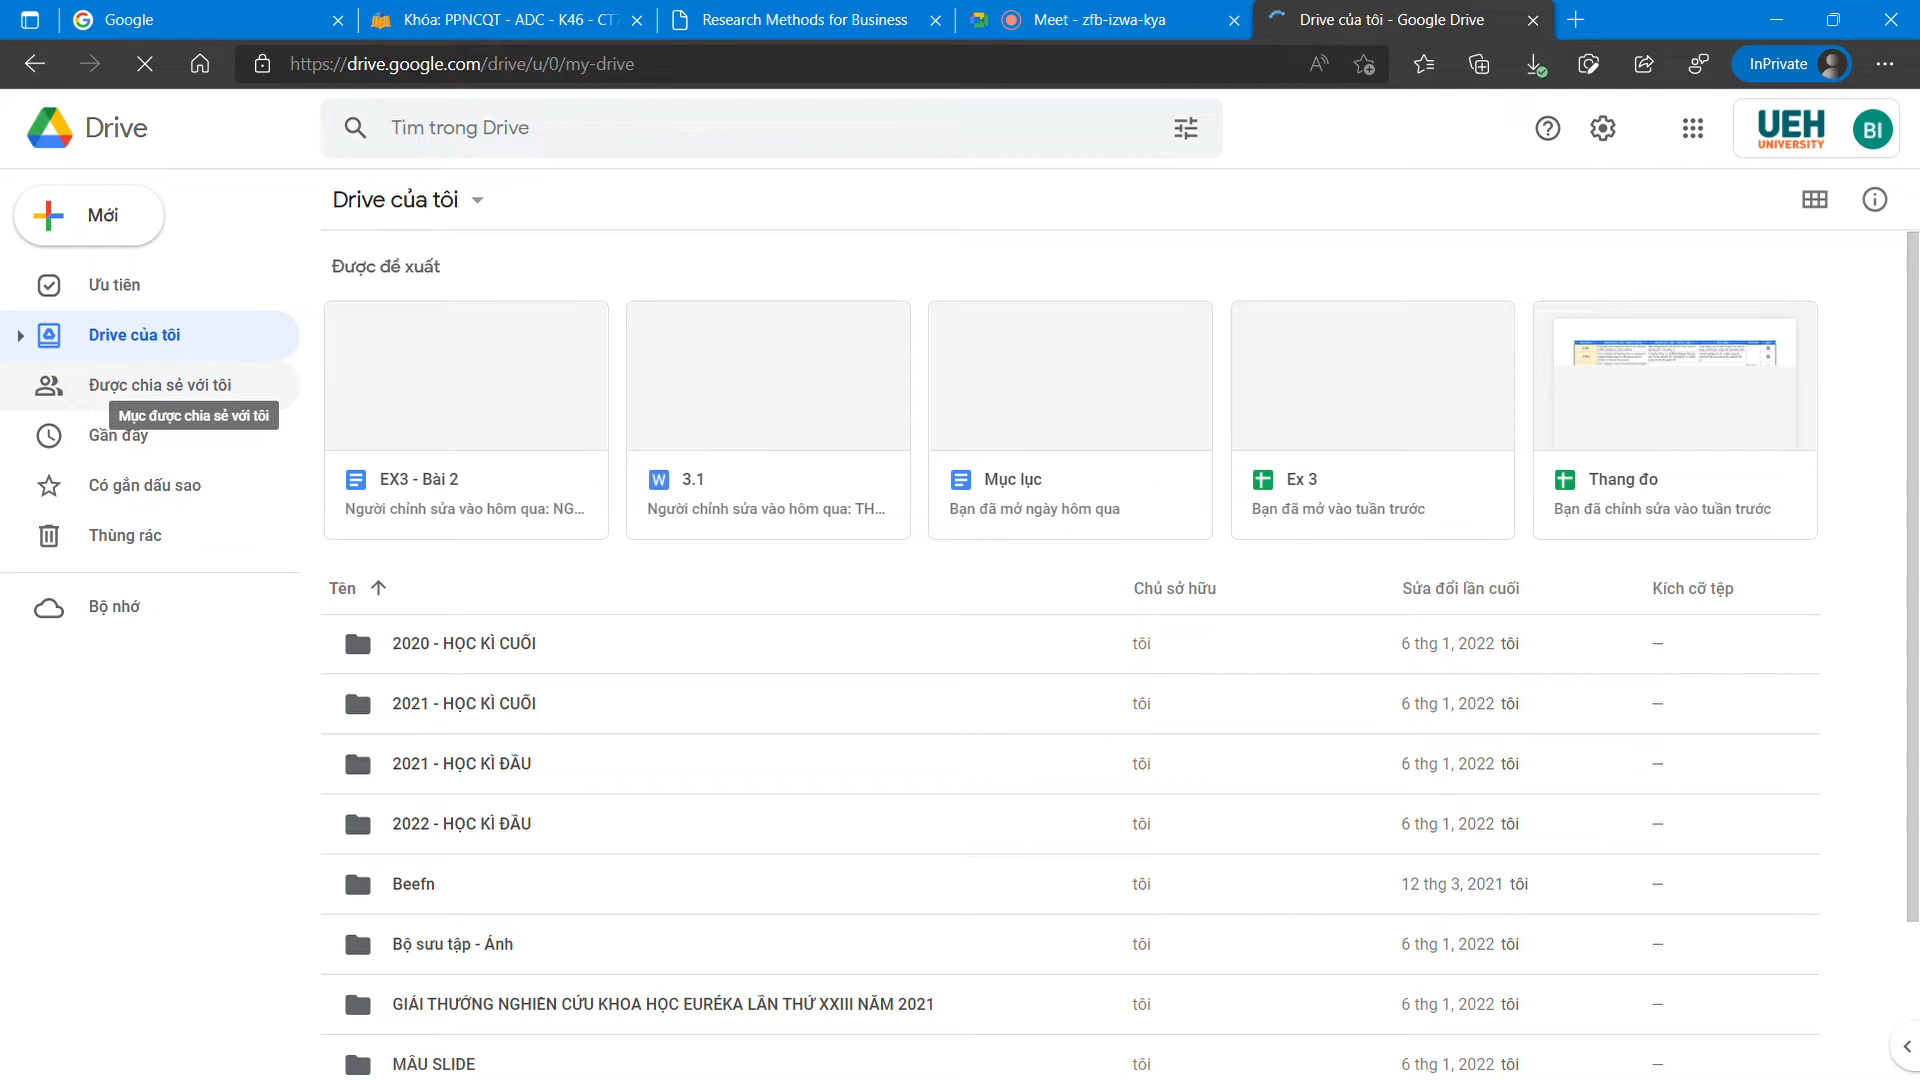 Google
Khóa: PPNCQT - ADC - K46 - CT7
Research Methods for Business
Meet - zfb-izwa-kya
Drive của tôi - Google Drive
https://drive.google.com/drive/u/0/my-drive
InPrivate
Drive
Tìm trong Drive
UEH
UNIVERSITY
BI
Mới
Drive của tôi
Ưu tiên
Drive của tôi
Được chia sẻ với tôi
Mục được chia sẻ với tôi
Gần đây
Có gắn dấu sao
Thùng rác
Bộ nhớ
Được đề xuất
EX3 - Bài 2
Người chỉnh sửa vào hôm qua: NG...
W 3.1
Người chỉnh sửa vào hôm qua: TH...
Mục lục
Bạn đã mở ngày hôm qua
Ex 3
Bạn đã mở vào tuần trước
Thang đo
Bạn đã chỉnh sửa vào tuần trước
Tên Chủ sở hữu Sửa đổi lần cuối Kích cỡ tệp
2020 - HỌC KÌ CUỐI tôi 6 thg 1, 2022 tôi —
2021 - HỌC KÌ CUỐI tôi 6 thg 1, 2022 tôi —
2021 - HỌC KÌ ĐẦU tôi 6 thg 1, 2022 tôi —
2022 - HỌC KÌ ĐẦU tôi 6 thg 1, 2022 tôi —
Beefn tôi 12 thg 3, 2021 tôi —
Bộ sưu tập - Ảnh tôi 6 thg 1, 2022 tôi —
GIẢI THƯỞNG NGHIÊN CỨU KHOA HỌC EURÉKA LẦN THỨ XXIII NĂM 2021 tôi 6 thg 1, 2022 tôi —
MẪU SLIDE tôi 6 thg 1, 2022 tôi —